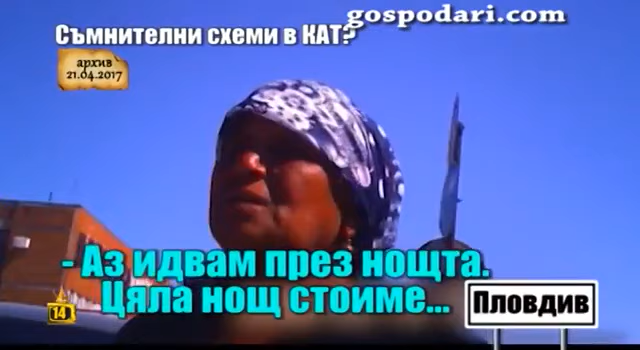 gospodari.com
Съмнителни схеми в КАТ?
архив
21.04.2017
- Аз идвам през нощта.
Цяла нощ стоиме...
Пловдив
14